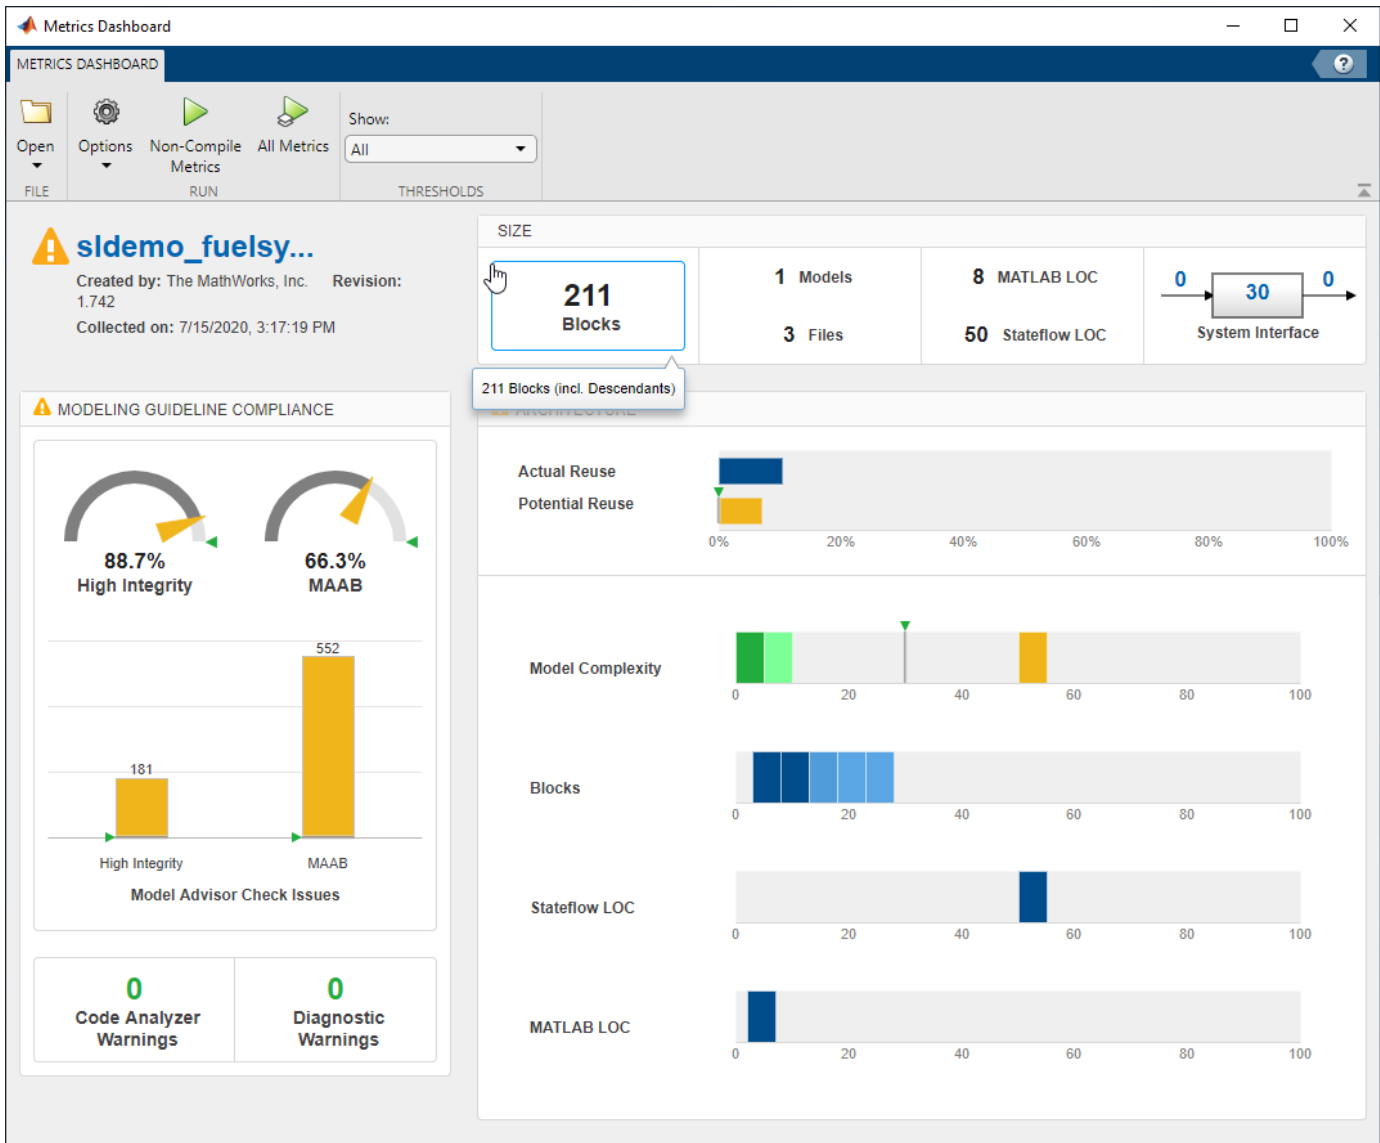 Metrics Dashboard
METRICS DASHBOARD
?
Open
Options
Non-Compile
Metrics
All Metrics
Show:
All
FILE
RUN
THRESHOLDS
sldemo_fuelsy...
Created by: The MathWorks, Inc. Revision:
1.742
Collected on: 7/15/2020, 3:17:19 PM
SIZE
211
Blocks
1 Models
3 Files
8 MATLAB LOC
50 Stateflow LOC
0 30 0
System Interface
211 Blocks (incl. Descendants)
MODELING GUIDELINE COMPLIANCE
88.7%
High Integrity
66.3%
MAAB
552
181
High Integrity MAAB
Model Advisor Check Issues
0
Code Analyzer
Warnings
0
Diagnostic
Warnings
ARCHITECTURE
Actual Reuse
Potential Reuse
0% 20% 40% 60% 80% 100%
Model Complexity
0 20 40 60 80 100
Blocks
0 20 40 60 80 100
Stateflow LOC
0 20 40 60 80 100
MATLAB LOC
0 20 40 60 80 100